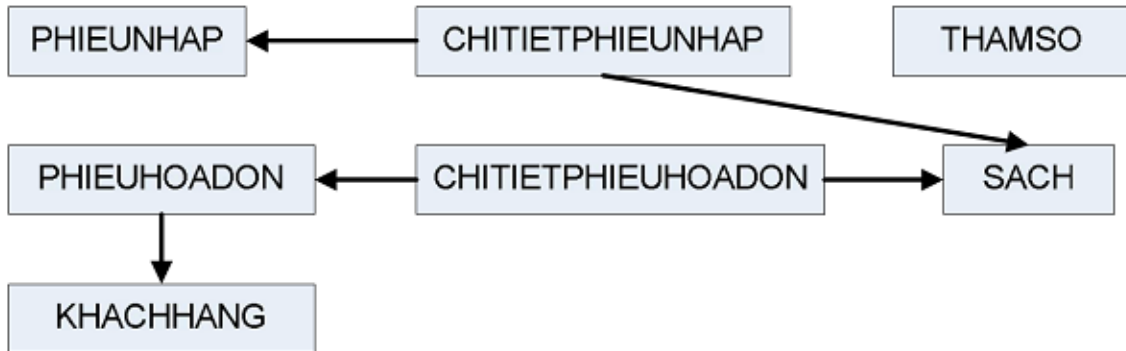 PHIEUNHAP
CHITIETPHIEUNHAP
THAMSO
PHIEUHOADON
CHITIETPHIEUHOADON
SACH
KHACHHANG